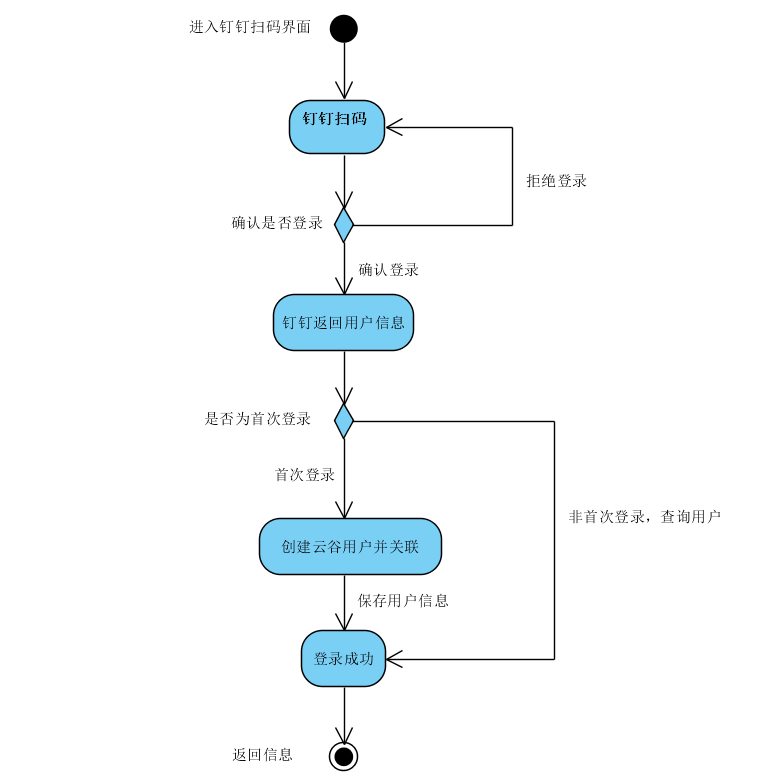 进入钉钉扫码界面
钉钉扫码
拒绝登录
确认是否登录
确认登录
钉钉返回用户信息
是否为首次登录
首次登录
非首次登录，查询用户
创建云谷用户并关联
保存用户信息
登录成功
返回信息